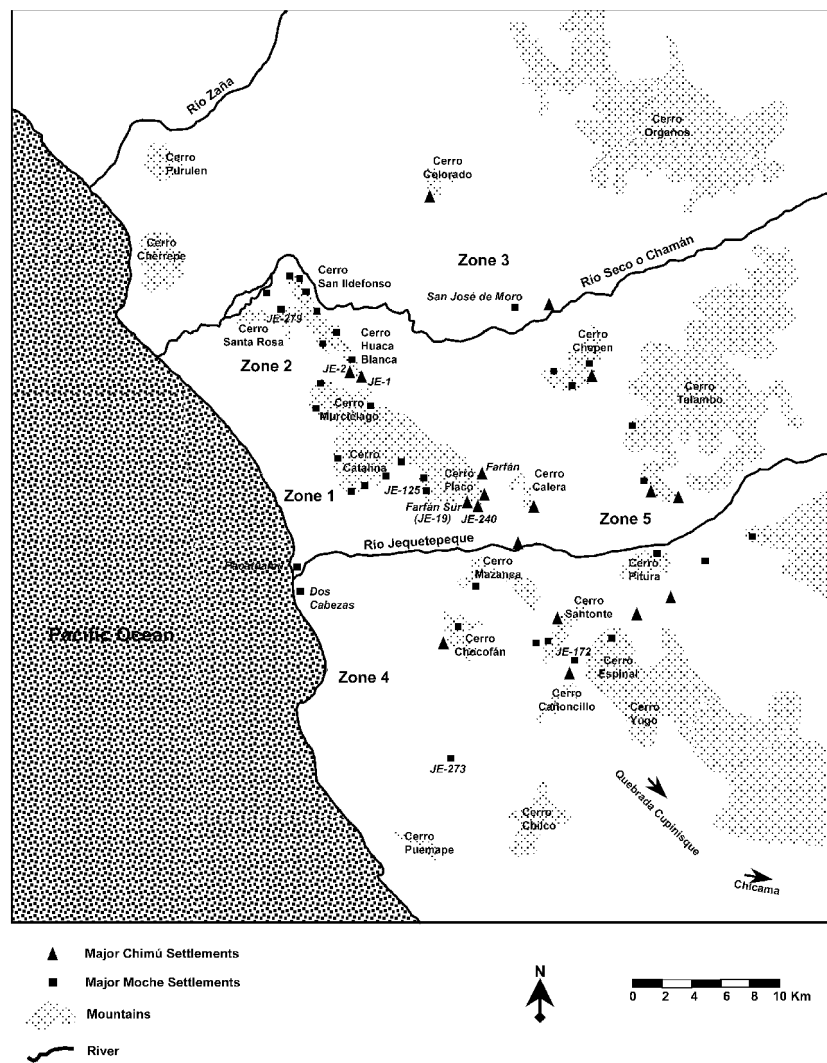 Río Zaña
Cerro
Purulen
Cerro
Organos
Cerro
Colorado
Cerro
Cherrepe
Zone 3
Cerro
San Ildefonso
Río Seco o Chamán
San José de Moro
JE-279
Cerro
Santa Rosa
Cerro
Huaca
Blanca
Cerro
Chepen
Zone 2
JE-2
JE-1
Cerro
Talambo
Cerro
Murciélago
Cerro
Catalina
Cerro
Faclo
Farfán
Cerro
Calera
Zone 1
JE-125
Farfán Sur
(JE-19)
JE-240
Zone 5
Río Jequetepeque
Cerro
Mazanca
Cerro
Pitura
Dos
Cabezas
Cerro
Santonte
Pacific Ocean
Cerro
Chocofán
JE-172
Cerro
Espinal
Zone 4
Cerro
Cañoncillo
Cerro
Yugo
JE-273
Quebrada Cupinisque
Cerro
Chilco
Cerro
Puemape
Chicama
Major Chimú Settlements
Major Moche Settlements
Mountains
River
N
0 2 4 6 8 10 Km